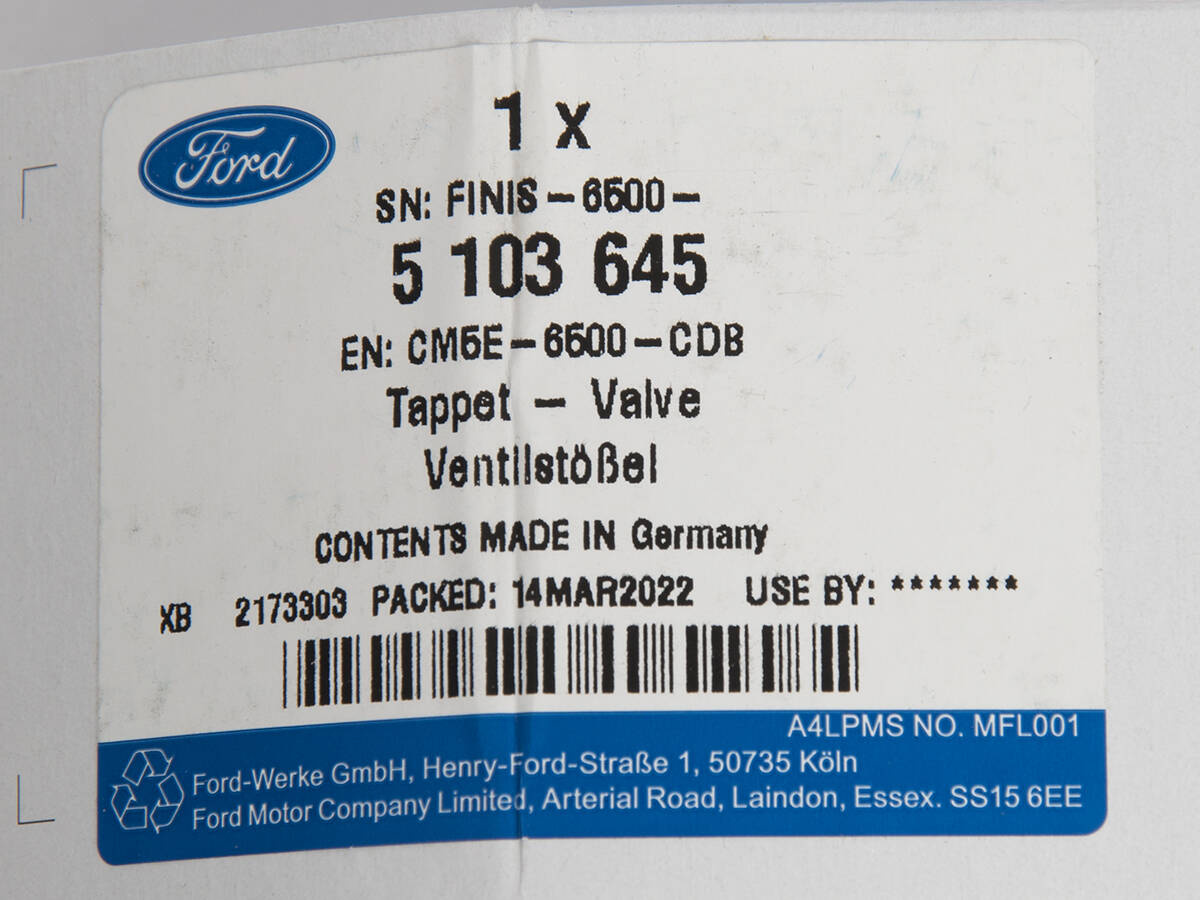 Ford
1 x
SN: FINIS - 6500 -
5 103 645
EN: CM5E - 6500 - CDB
Tappet - Valve
Ventilstößel
CONTENTS MADE IN Germany
XB 2173303 PACKED: 14MAR2022 USE BY: *******
A4LPMS NO. MFL001
Ford-Werke GmbH, Henry-Ford-Straße 1, 50735 Köln
Ford Motor Company Limited, Arterial Road, Laindon, Essex. SS15 6EE